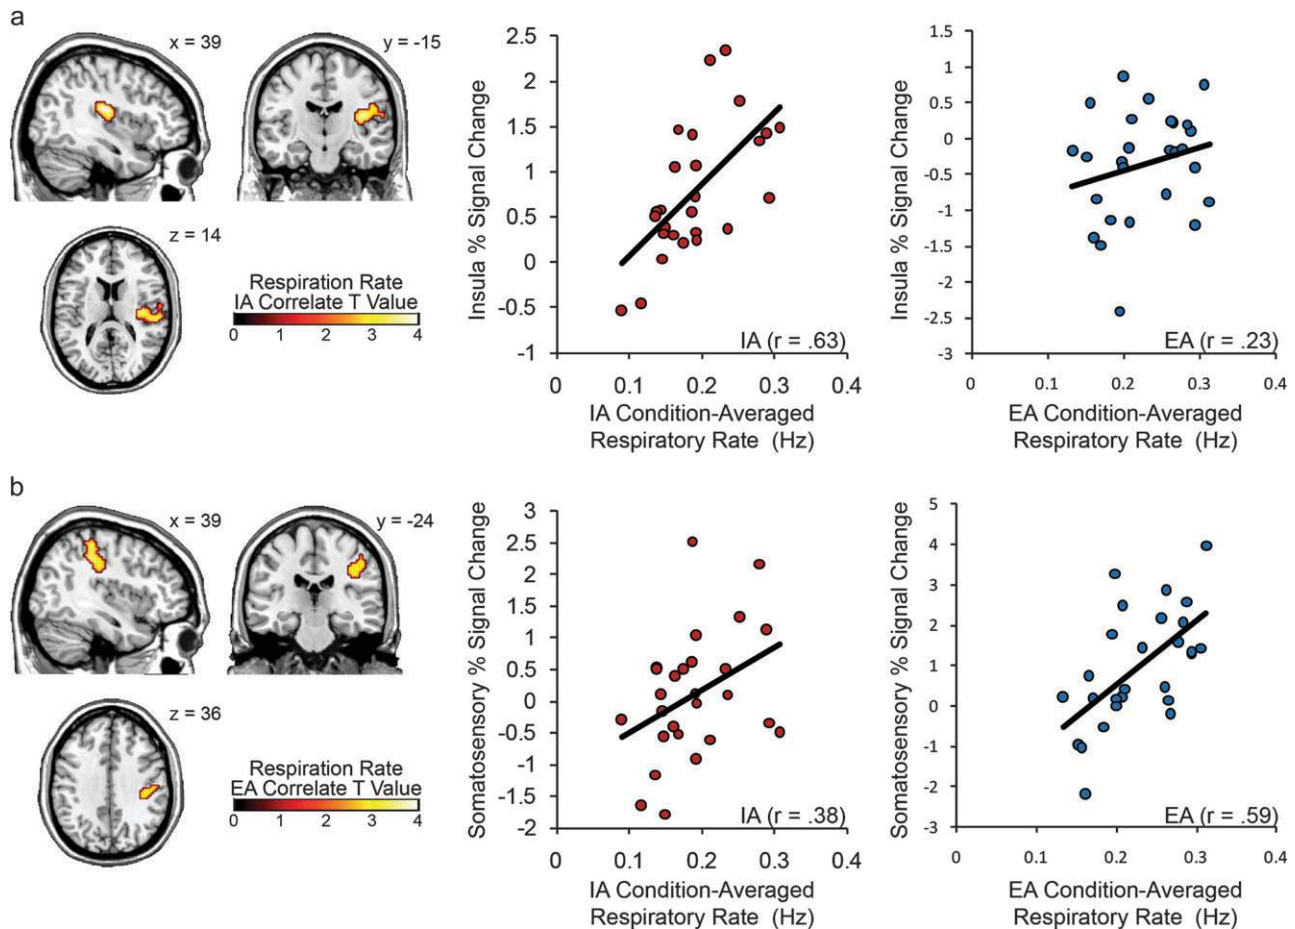 a
x = 39
y = -15
z = 14
Respiration Rate
IA Correlate T Value
0 1 2 3 4
Insula % Signal Change
2.5
2
1.5
1
0.5
0
-0.5
-1
IA (r = .63)
0 0.1 0.2 0.3 0.4
IA Condition-Averaged
Respiratory Rate (Hz)
Insula % Signal Change
1.5
1
0.5
0
-0.5
-1
-1.5
-2
-2.5
-3
EA (r = .23)
0 0.1 0.2 0.3 0.4
EA Condition-Averaged
Respiratory Rate (Hz)
b
x = 39
y = -24
z = 36
Respiration Rate
EA Correlate T Value
0 1 2 3 4
Somatosensory % Signal Change
3
2.5
2
1.5
1
0.5
0
-0.5
-1
-1.5
-2
IA (r = .38)
0 0.1 0.2 0.3 0.4
IA Condition-Averaged
Respiratory Rate (Hz)
Somatosensory % Signal Change
5
4
3
2
1
0
-1
-2
-3
EA (r = .59)
0 0.1 0.2 0.3 0.4
EA Condition-Averaged
Respiratory Rate (Hz)